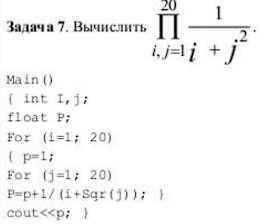 Задача 7. Вычислить ∏ 20 i, j=1 1 / i + j².
Main ()
{ int I,j;
float P;
For (i=1; 20)
{ p=1;
For (j=1; 20)
P=p+1/(i+Sqr(j)); }
cout<<p; }